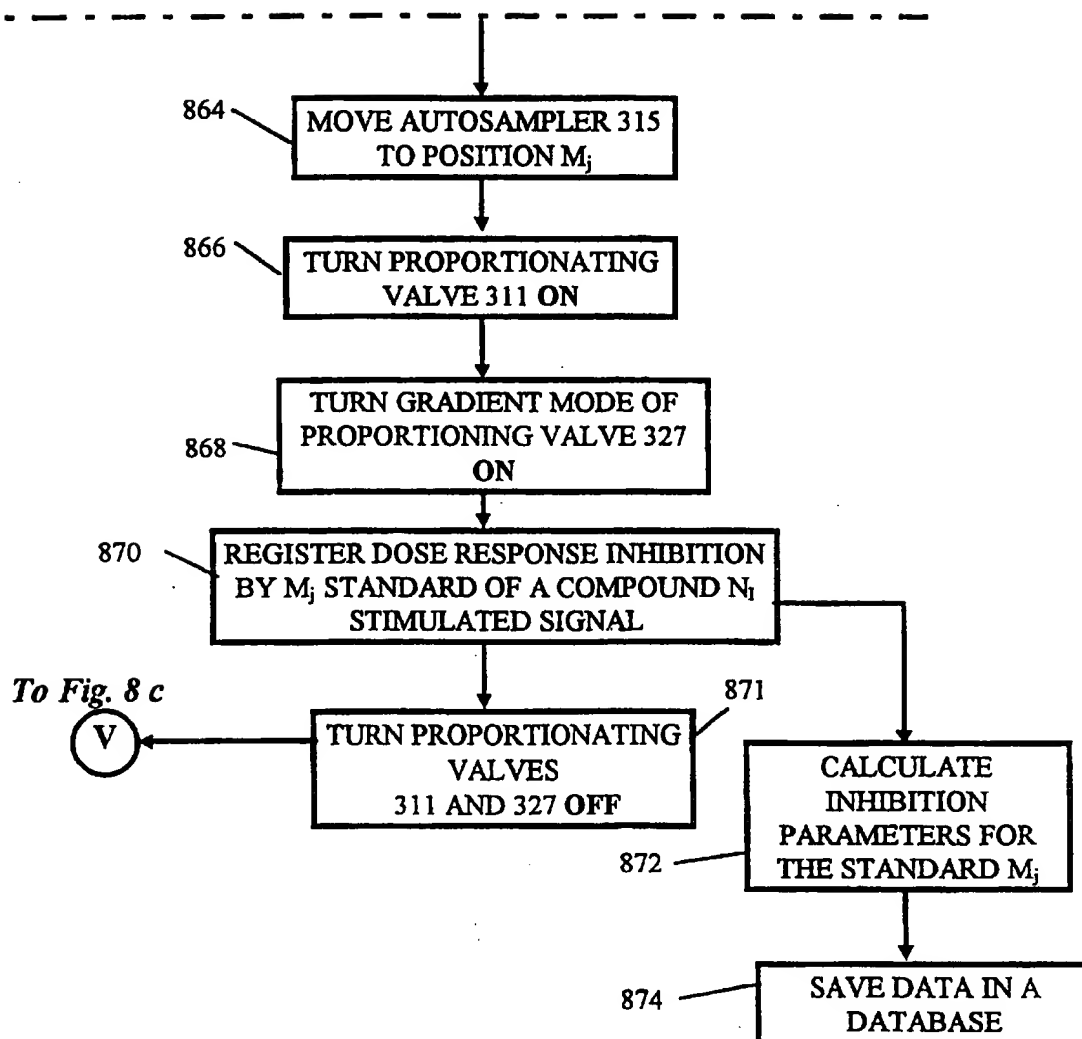 864
MOVE AUTOSAMPLER 315
TO POSITION Mj
866
TURN PROPORTIONATING
VALVE 311 ON
868
TURN GRADIENT MODE OF
PROPORTIONING VALVE 327
ON
870
REGISTER DOSE RESPONSE INHIBITION
BY Mj STANDARD OF A COMPOUND NI
STIMULATED SIGNAL
To Fig. 8 c
V
871
TURN PROPORTIONATING
VALVES
311 AND 327 OFF
872
CALCULATE
INHIBITION
PARAMETERS FOR
THE STANDARD Mj
874
SAVE DATA IN A
DATABASE